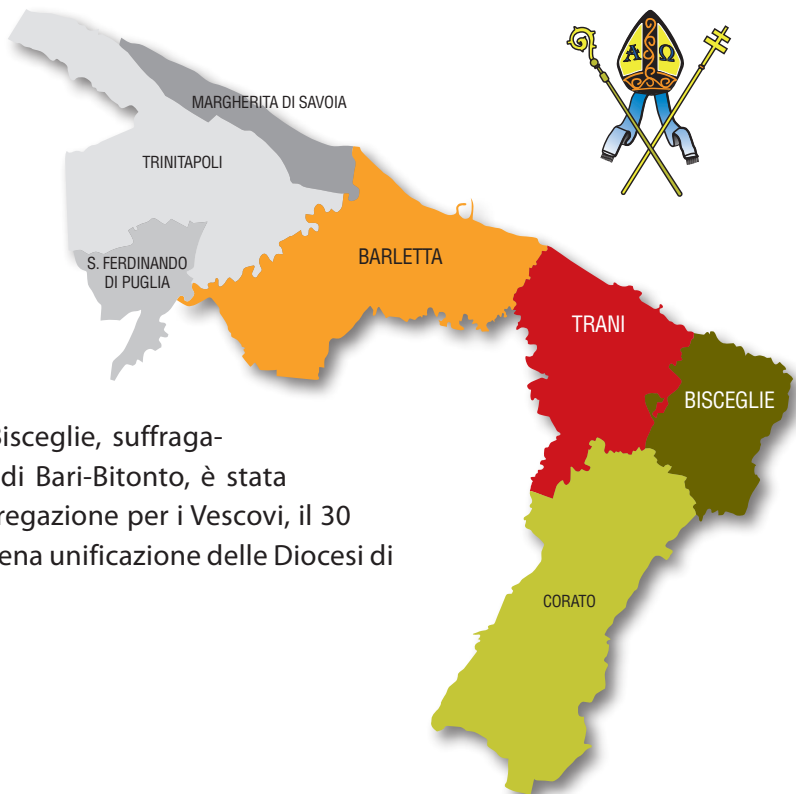 Α Ω
MARGHERITA DI SAVOIA
TRINITAPOLI
S. FERDINANDO
DI PUGLIA
BARLETTA
TRANI
BISCEGLIE
Bisceglie, suffraga-
di Bari-Bitonto, è stata
regazione per i Vescovi, il 30
ena unificazione delle Diocesi di
CORATO